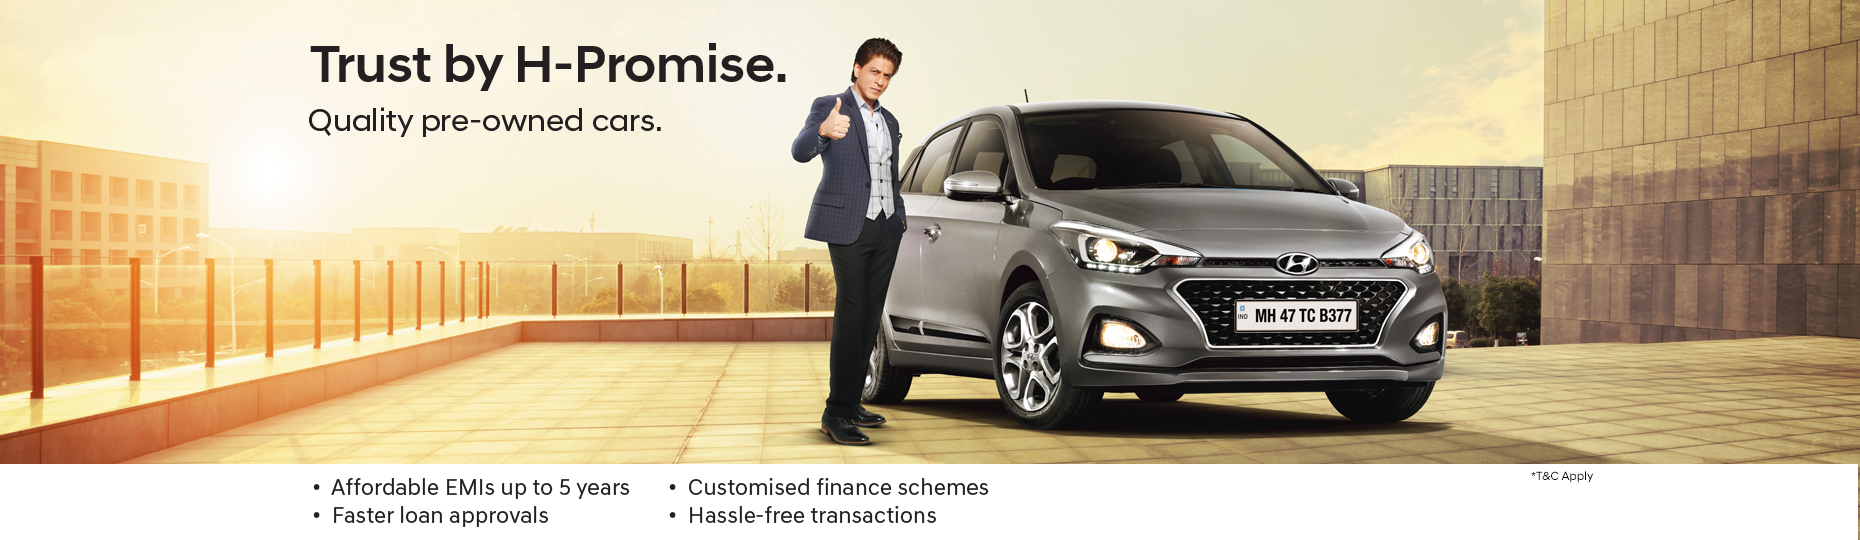 Trust by H-Promise.
Quality pre-owned cars.
IND MH 47 TC B377
• Affordable EMIs up to 5 years
• Faster loan approvals
• Customised finance schemes
• Hassle-free transactions
*T&C Apply